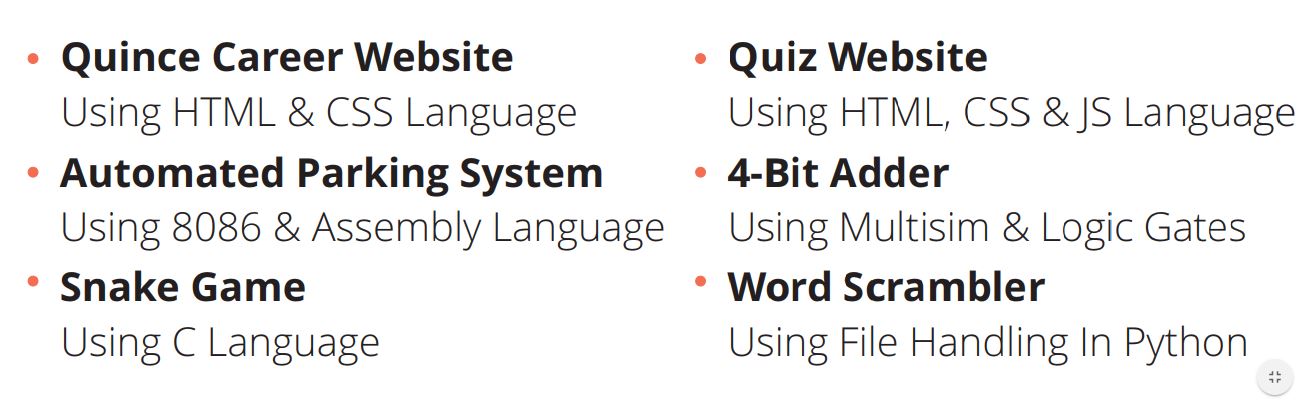 Quince Career Website
Using HTML & CSS Language
Automated Parking System
Using 8086 & Assembly Language
Snake Game
Using C Language
Quiz Website
Using HTML, CSS & JS Language
4-Bit Adder
Using Multisim & Logic Gates
Word Scrambler
Using File Handling In Python